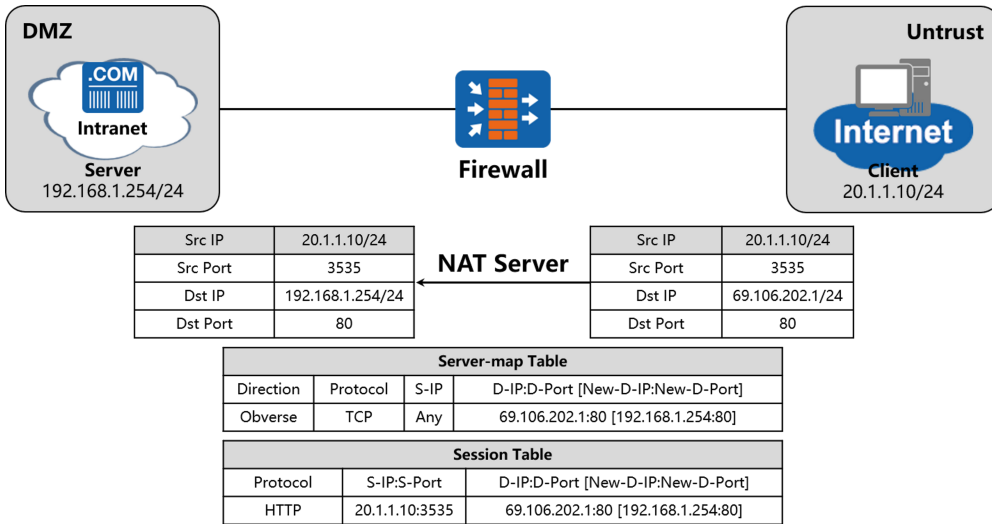 DMZ
.COM
Intranet
Server
192.168.1.254/24
Firewall
Untrust
Internet
Client
20.1.1.10/24
Src IP 20.1.1.10/24
Src Port 3535
Dst IP 192.168.1.254/24
Dst Port 80
NAT Server
Src IP 20.1.1.10/24
Src Port 3535
Dst IP 69.106.202.1/24
Dst Port 80
Server-map Table
Direction Protocol S-IP D-IP:D-Port [New-D-IP:New-D-Port]
Obverse TCP Any 69.106.202.1:80 [192.168.1.254:80]
Session Table
Protocol S-IP:S-Port D-IP:D-Port [New-D-IP:New-D-Port]
HTTP 20.1.1.10:3535 69.106.202.1:80 [192.168.1.254:80]